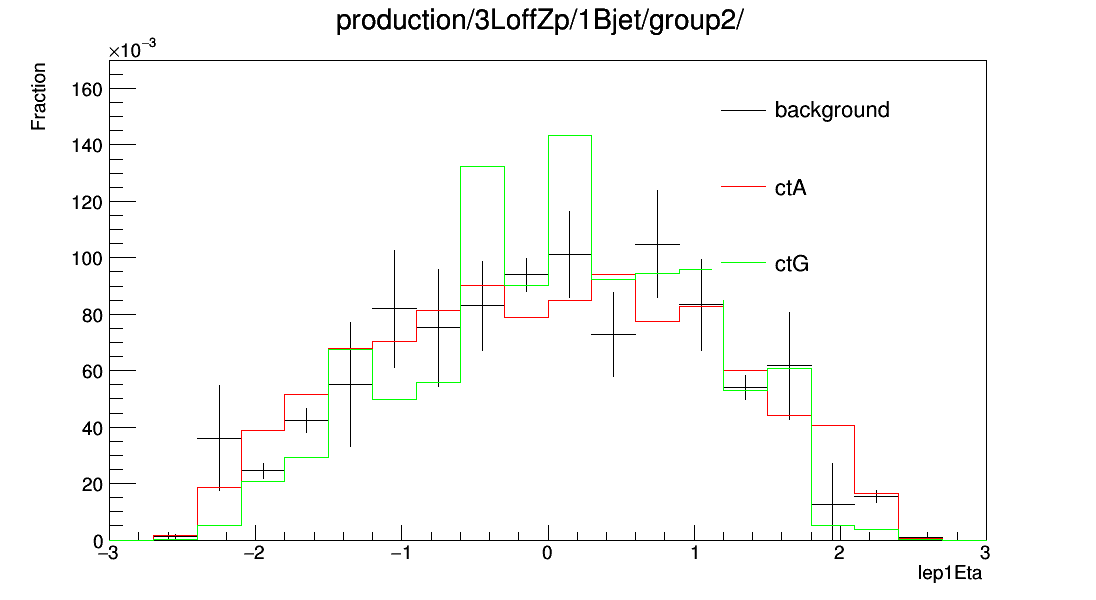 production/3LoffZp/1Bjet/group2/
×10⁻³
Fraction
160
140
120
100
80
60
40
20
0
background
ctA
ctG
−3 −2 −1 0 1 2 3
lep1Eta